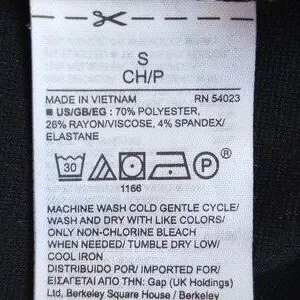 S
CH/P
MADE IN VIETNAM RN 54023
■ US/GB/EG : 70% POLYESTER,
26% RAYON/VISCOSE, 4% SPANDEX/
ELASTANE
30 P ®
1166
MACHINE WASH COLD GENTLE CYCLE/
WASH AND DRY WITH LIKE COLORS/
ONLY NON-CHLORINE BLEACH
WHEN NEEDED/ TUMBLE DRY LOW/
COOL IRON
DISTRIBUIDO POR/ IMPORTED FOR/
ΕΙΣΑΓΕΤΑΙ ΑΠΟ ΤΗΝ: Gap (UK Holdings)
Ltd, Berkeley Square House / Berkeley